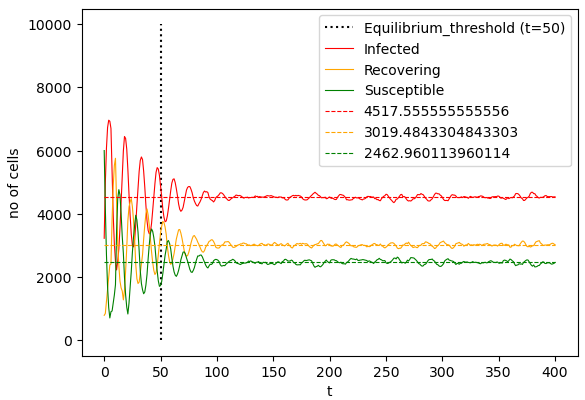 10000
8000
6000
4000
2000
0
no of cells
0 50 100 150 200 250 300 350 400
t
Equilibrium_threshold (t=50)
Infected
Recovering
Susceptible
4517.555555555556
3019.4843304843303
2462.960113960114